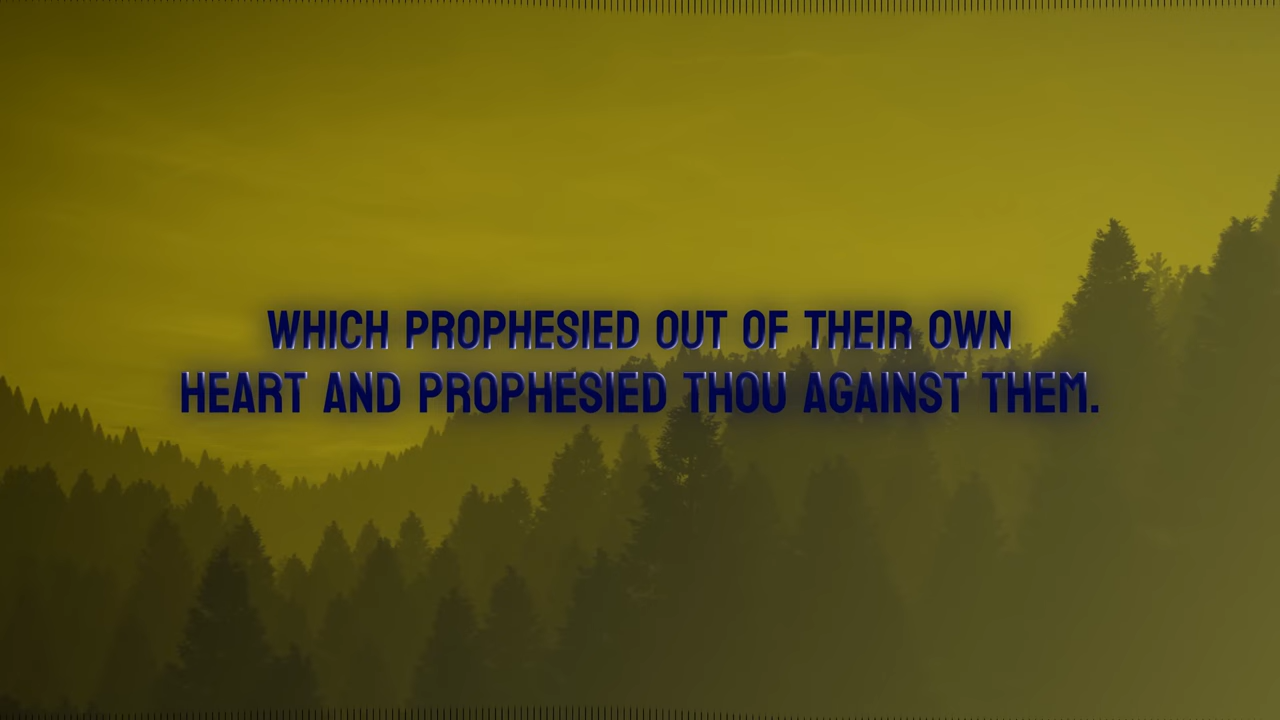 WHICH PROPHESIED OUT OF THEIR OWN
HEART AND PROPHESIED THOU AGAINST THEM.